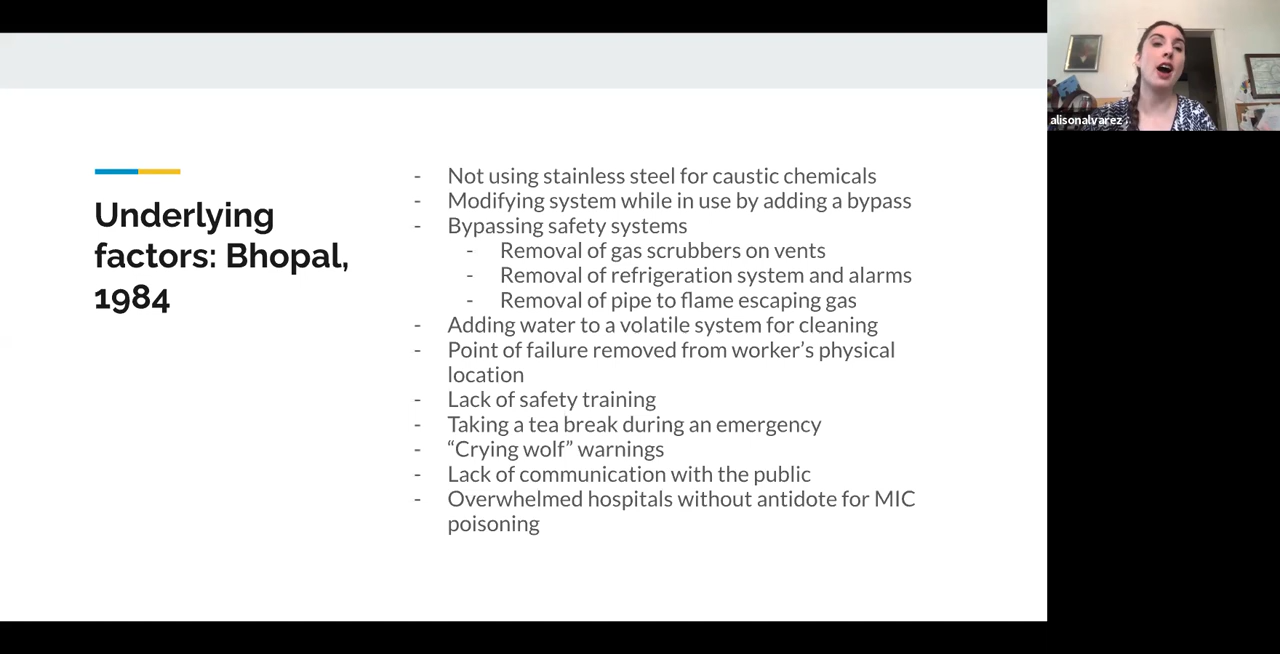 alisonalvarez
Underlying
factors: Bhopal,
1984
- Not using stainless steel for caustic chemicals
- Modifying system while in use by adding a bypass
- Bypassing safety systems
- Removal of gas scrubbers on vents
- Removal of refrigeration system and alarms
- Removal of pipe to flame escaping gas
- Adding water to a volatile system for cleaning
- Point of failure removed from worker’s physical
location
- Lack of safety training
- Taking a tea break during an emergency
- “Crying wolf” warnings
- Lack of communication with the public
- Overwhelmed hospitals without antidote for MIC
poisoning